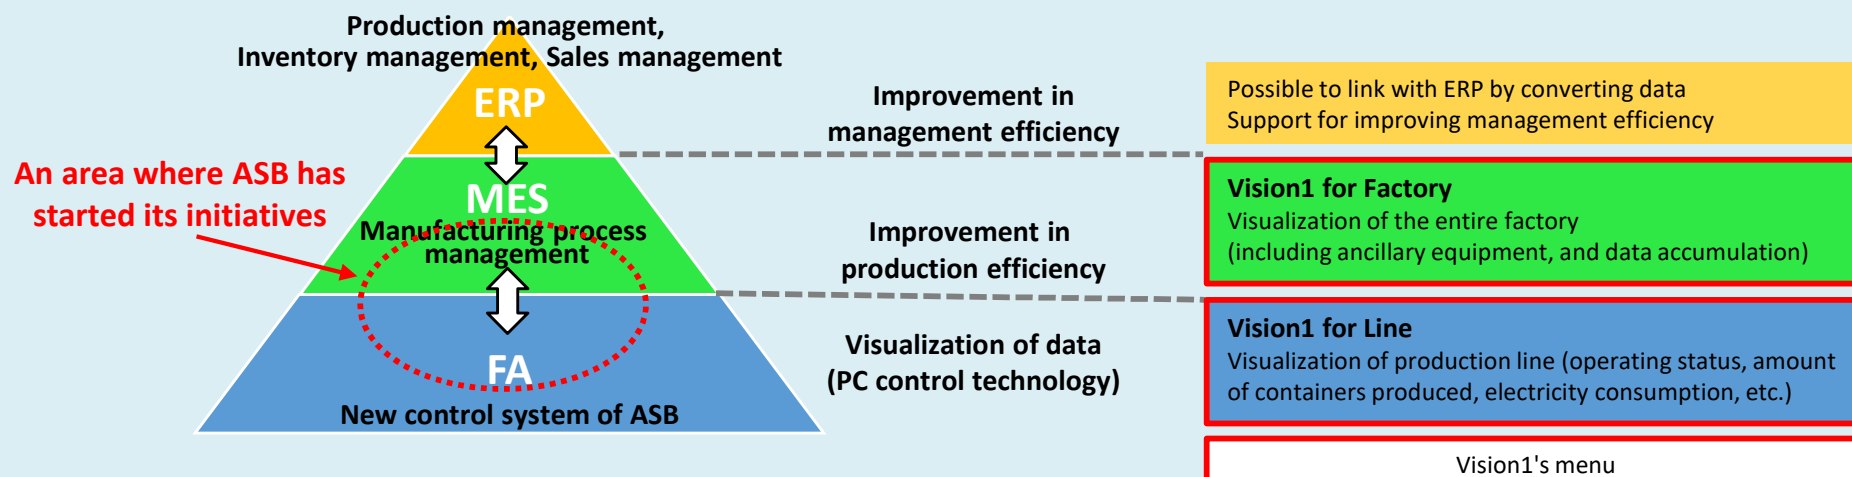 Production management,
Inventory management, Sales management
ERP
An area where ASB has
started its initiatives
MES
Manufacturing process
management
FA
New control system of ASB
Improvement in
management efficiency
Improvement in
production efficiency
Visualization of data
(PC control technology)
Possible to link with ERP by converting data
Support for improving management efficiency
Vision1 for Factory
Visualization of the entire factory
(including ancillary equipment, and data accumulation)
Vision1 for Line
Visualization of production line (operating status, amount
of containers produced, electricity consumption, etc.)
Vision1's menu